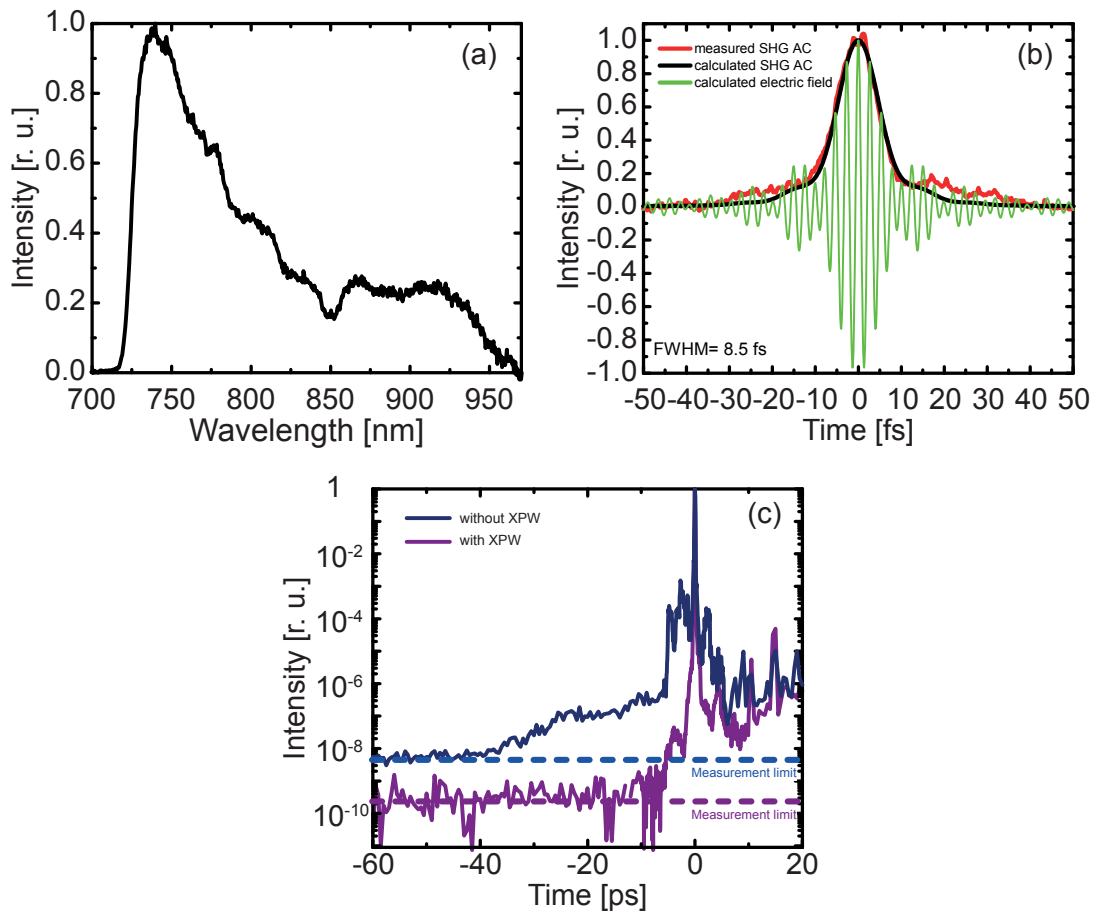 (a)
Intensity [r. u.]
1.0
0.8
0.6
0.4
0.2
0.0
700 740 800 850 900 950
Wavelength [nm]
(b)
measured SHG AC
calculated SHG AC
calculated electric field
Intensity [r. u.]
1.0
0.8
0.6
0.4
0.2
0.0
-0.2
-0.4
-0.6
-0.8
-1.0
FWHM= 8.5 fs
-50 -40 -30 -20 -10 0 10 20 30 40 50
Time [fs]
(c)
without XPW
with XPW
Intensity [r. u.]
1
10-2
10-4
10-6
10-8
10-10
Measurement limit
Measurement limit
-60 -40 -20 0 20
Time [ps]